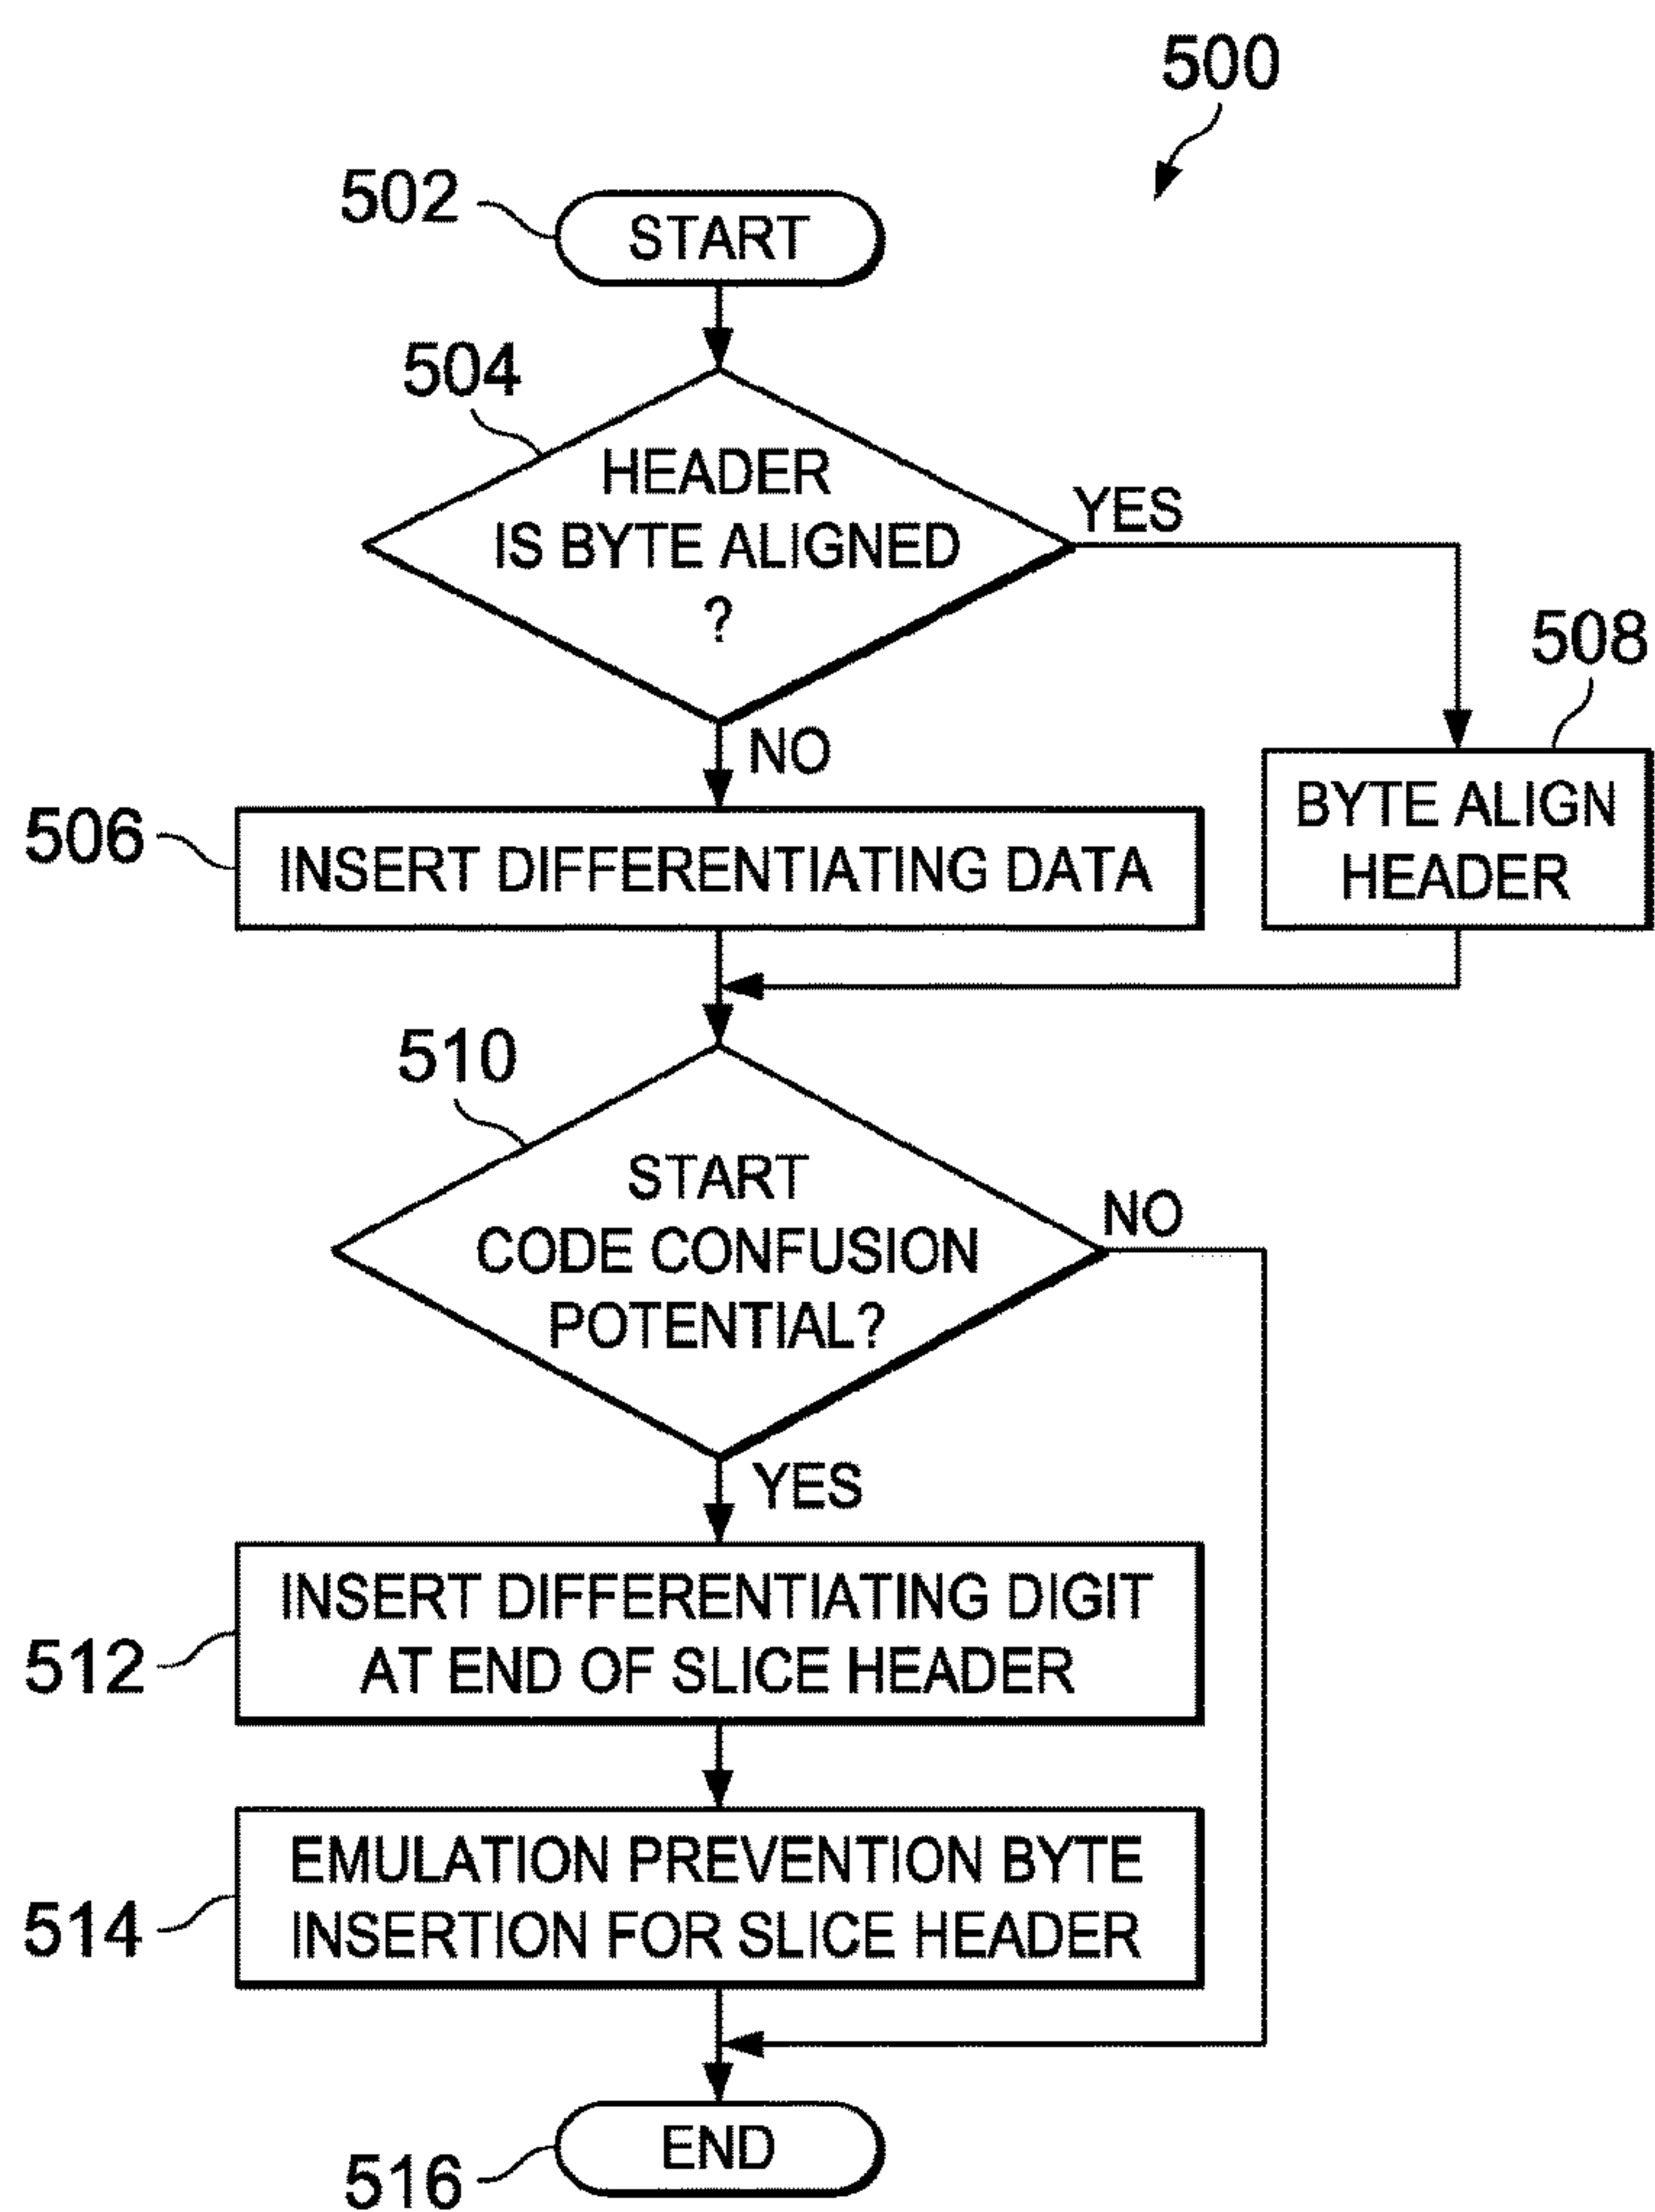 500
502
START
504
HEADER
IS BYTE ALIGNED
?
YES
NO
508
BYTE ALIGN
HEADER
506
INSERT DIFFERENTIATING DATA
510
START
CODE CONFUSION
POTENTIAL?
NO
YES
512
INSERT DIFFERENTIATING DIGIT
AT END OF SLICE HEADER
514
EMULATION PREVENTION BYTE
INSERTION FOR SLICE HEADER
516
END